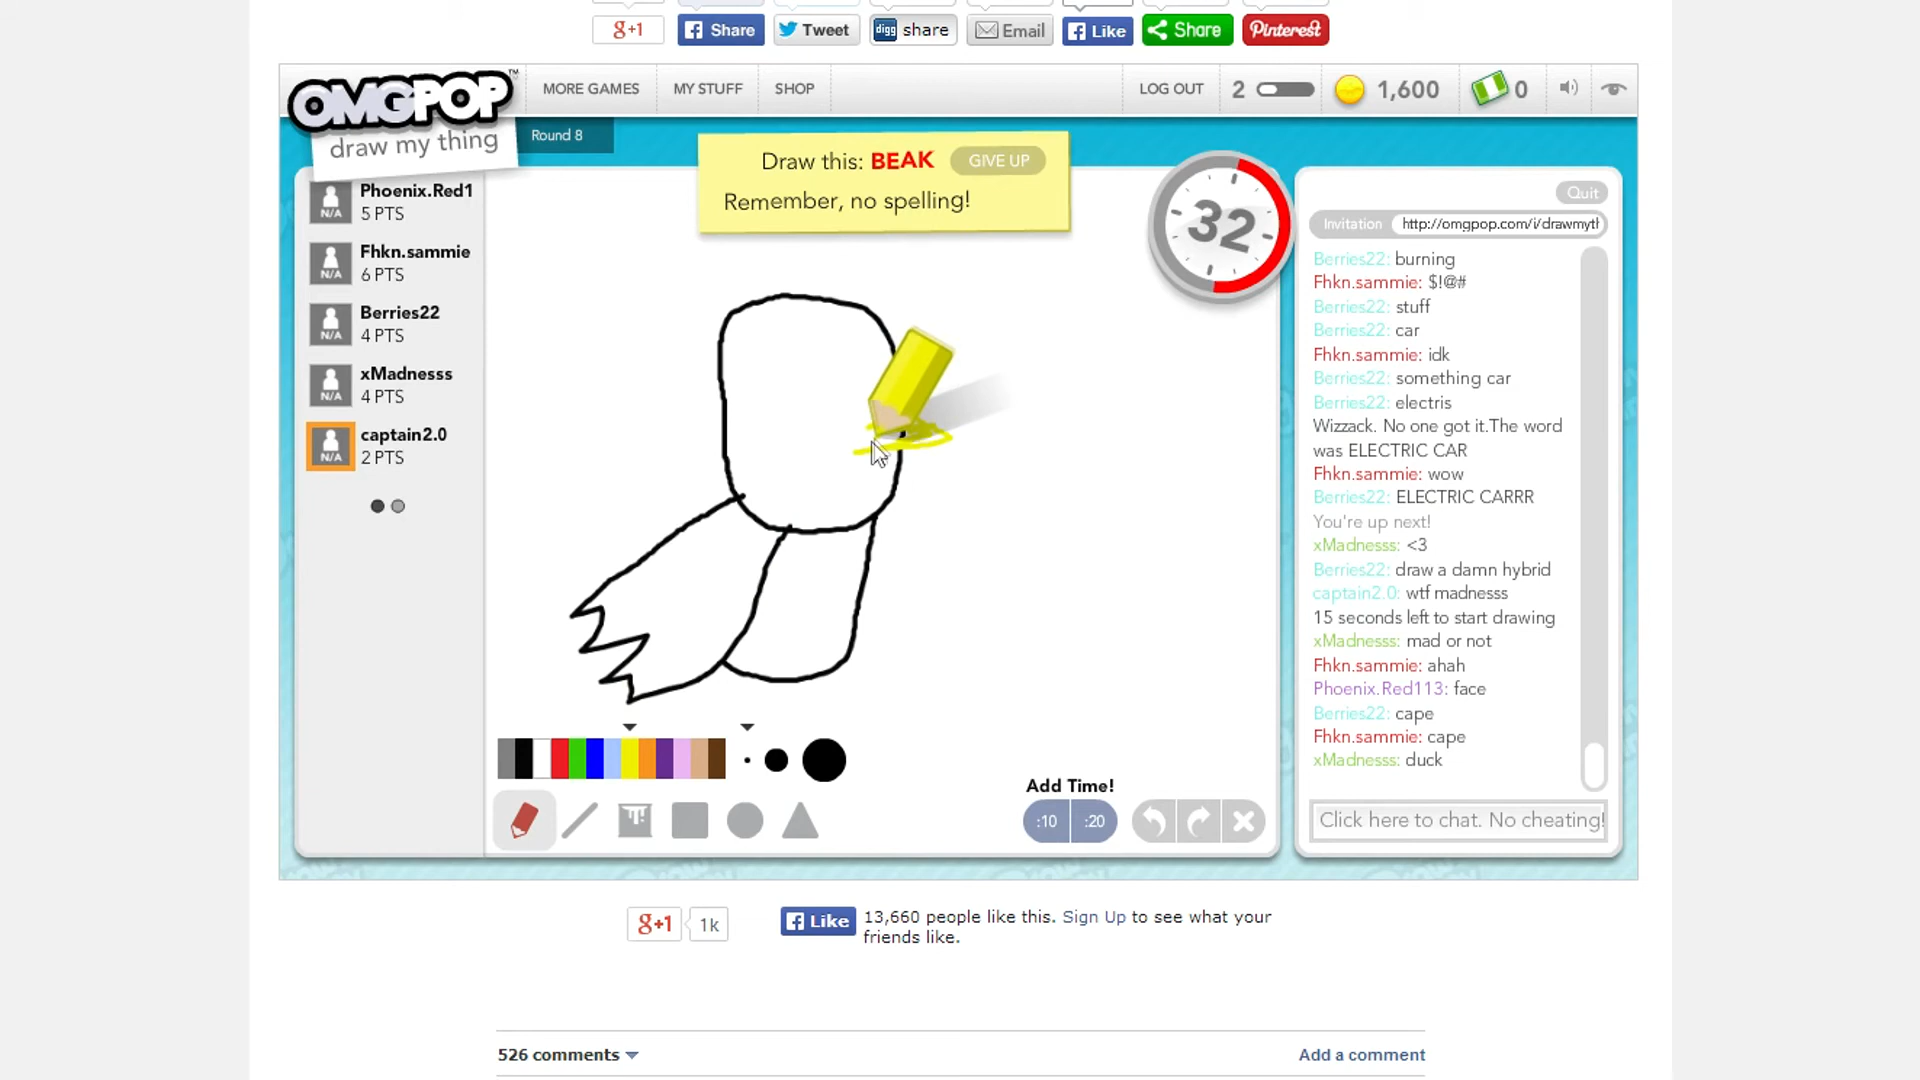 g+1 Share Tweet digg share Email Like Share Pinterest
OMGPOP™
draw my thing
MORE GAMES MY STUFF SHOP LOG OUT 2 1,600 0
Round 8
Draw this: BEAK GIVE UP
Remember, no spelling!
32
N/A Phoenix.Red1
5 PTS
N/A Fhkn.sammie
6 PTS
N/A Berries22
4 PTS
N/A xMadnesss
4 PTS
N/A captain2.0
2 PTS
Quit
Invitation http://omgpop.com/i/drawmyth
Berries22: burning
Fhkn.sammie: $!@#
Berries22: stuff
Berries22: car
Fhkn.sammie: idk
Berries22: something car
Berries22: electris
Wizzack. No one got it.The word
was ELECTRIC CAR
Fhkn.sammie: wow
Berries22: ELECTRIC CARRR
You're up next!
xMadnesss: <3
Berries22: draw a damn hybrid
captain2.0: wtf madnesss
15 seconds left to start drawing
xMadnesss: mad or not
Fhkn.sammie: ahah
Phoenix.Red113: face
Berries22: cape
Fhkn.sammie: cape
xMadnesss: duck
Click here to chat. No cheating!
Add Time!
:10 :20
g+1 1k
Like 13,660 people like this. Sign Up to see what your
friends like.
526 comments Add a comment